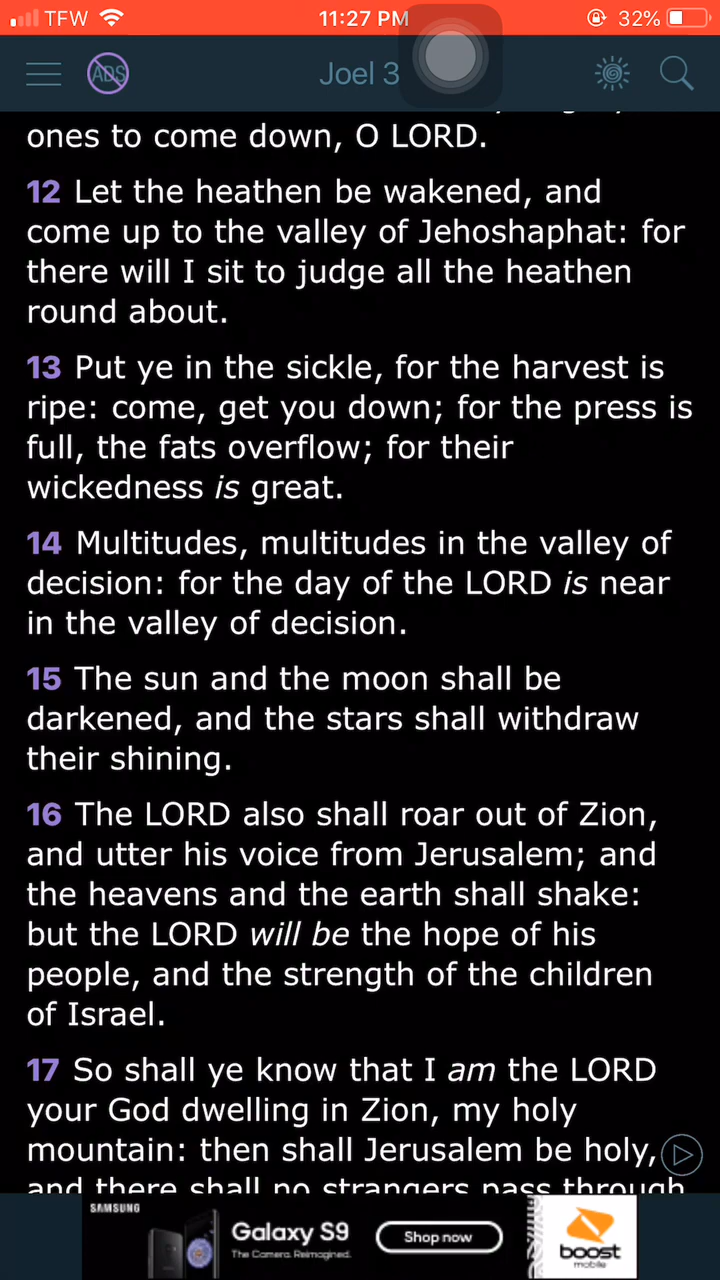 TFW 11:27 PM 32%
ADS Joel 3
ones to come down, O LORD.
12 Let the heathen be wakened, and
come up to the valley of Jehoshaphat: for
there will I sit to judge all the heathen
round about.
13 Put ye in the sickle, for the harvest is
ripe: come, get you down; for the press is
full, the fats overflow; for their
wickedness is great.
14 Multitudes, multitudes in the valley of
decision: for the day of the LORD is near
in the valley of decision.
15 The sun and the moon shall be
darkened, and the stars shall withdraw
their shining.
16 The LORD also shall roar out of Zion,
and utter his voice from Jerusalem; and
the heavens and the earth shall shake:
but the LORD will be the hope of his
people, and the strength of the children
of Israel.
17 So shall ye know that I am the LORD
your God dwelling in Zion, my holy
mountain: then shall Jerusalem be holy,
and there shall no strangers pass through
SAMSUNG
Galaxy S9
The Camera. Reimagined.
Shop now
boost
mobile